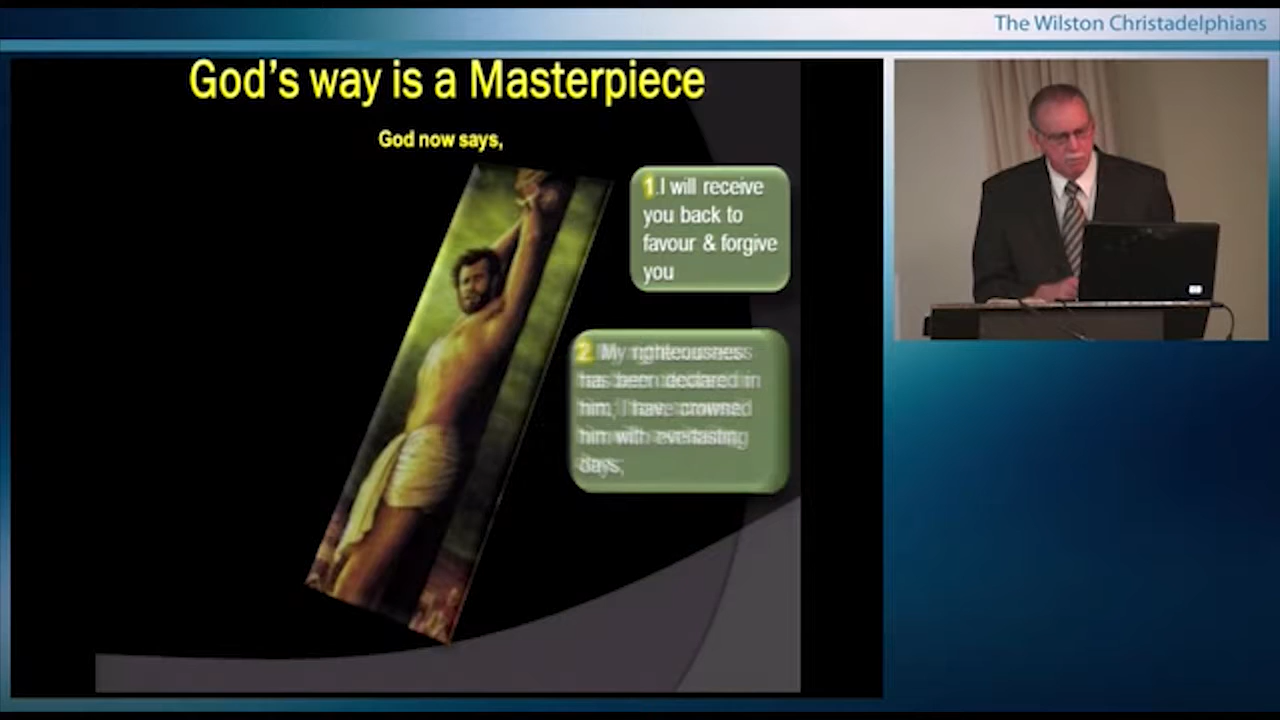 The Wilston Christadelphians
God's way is a Masterpiece
God now says,
1.I will receive
you back to
favour & forgive
you
2. My righteousness
has been declared in
him, I have crowned
him with everlasting
days,
hp